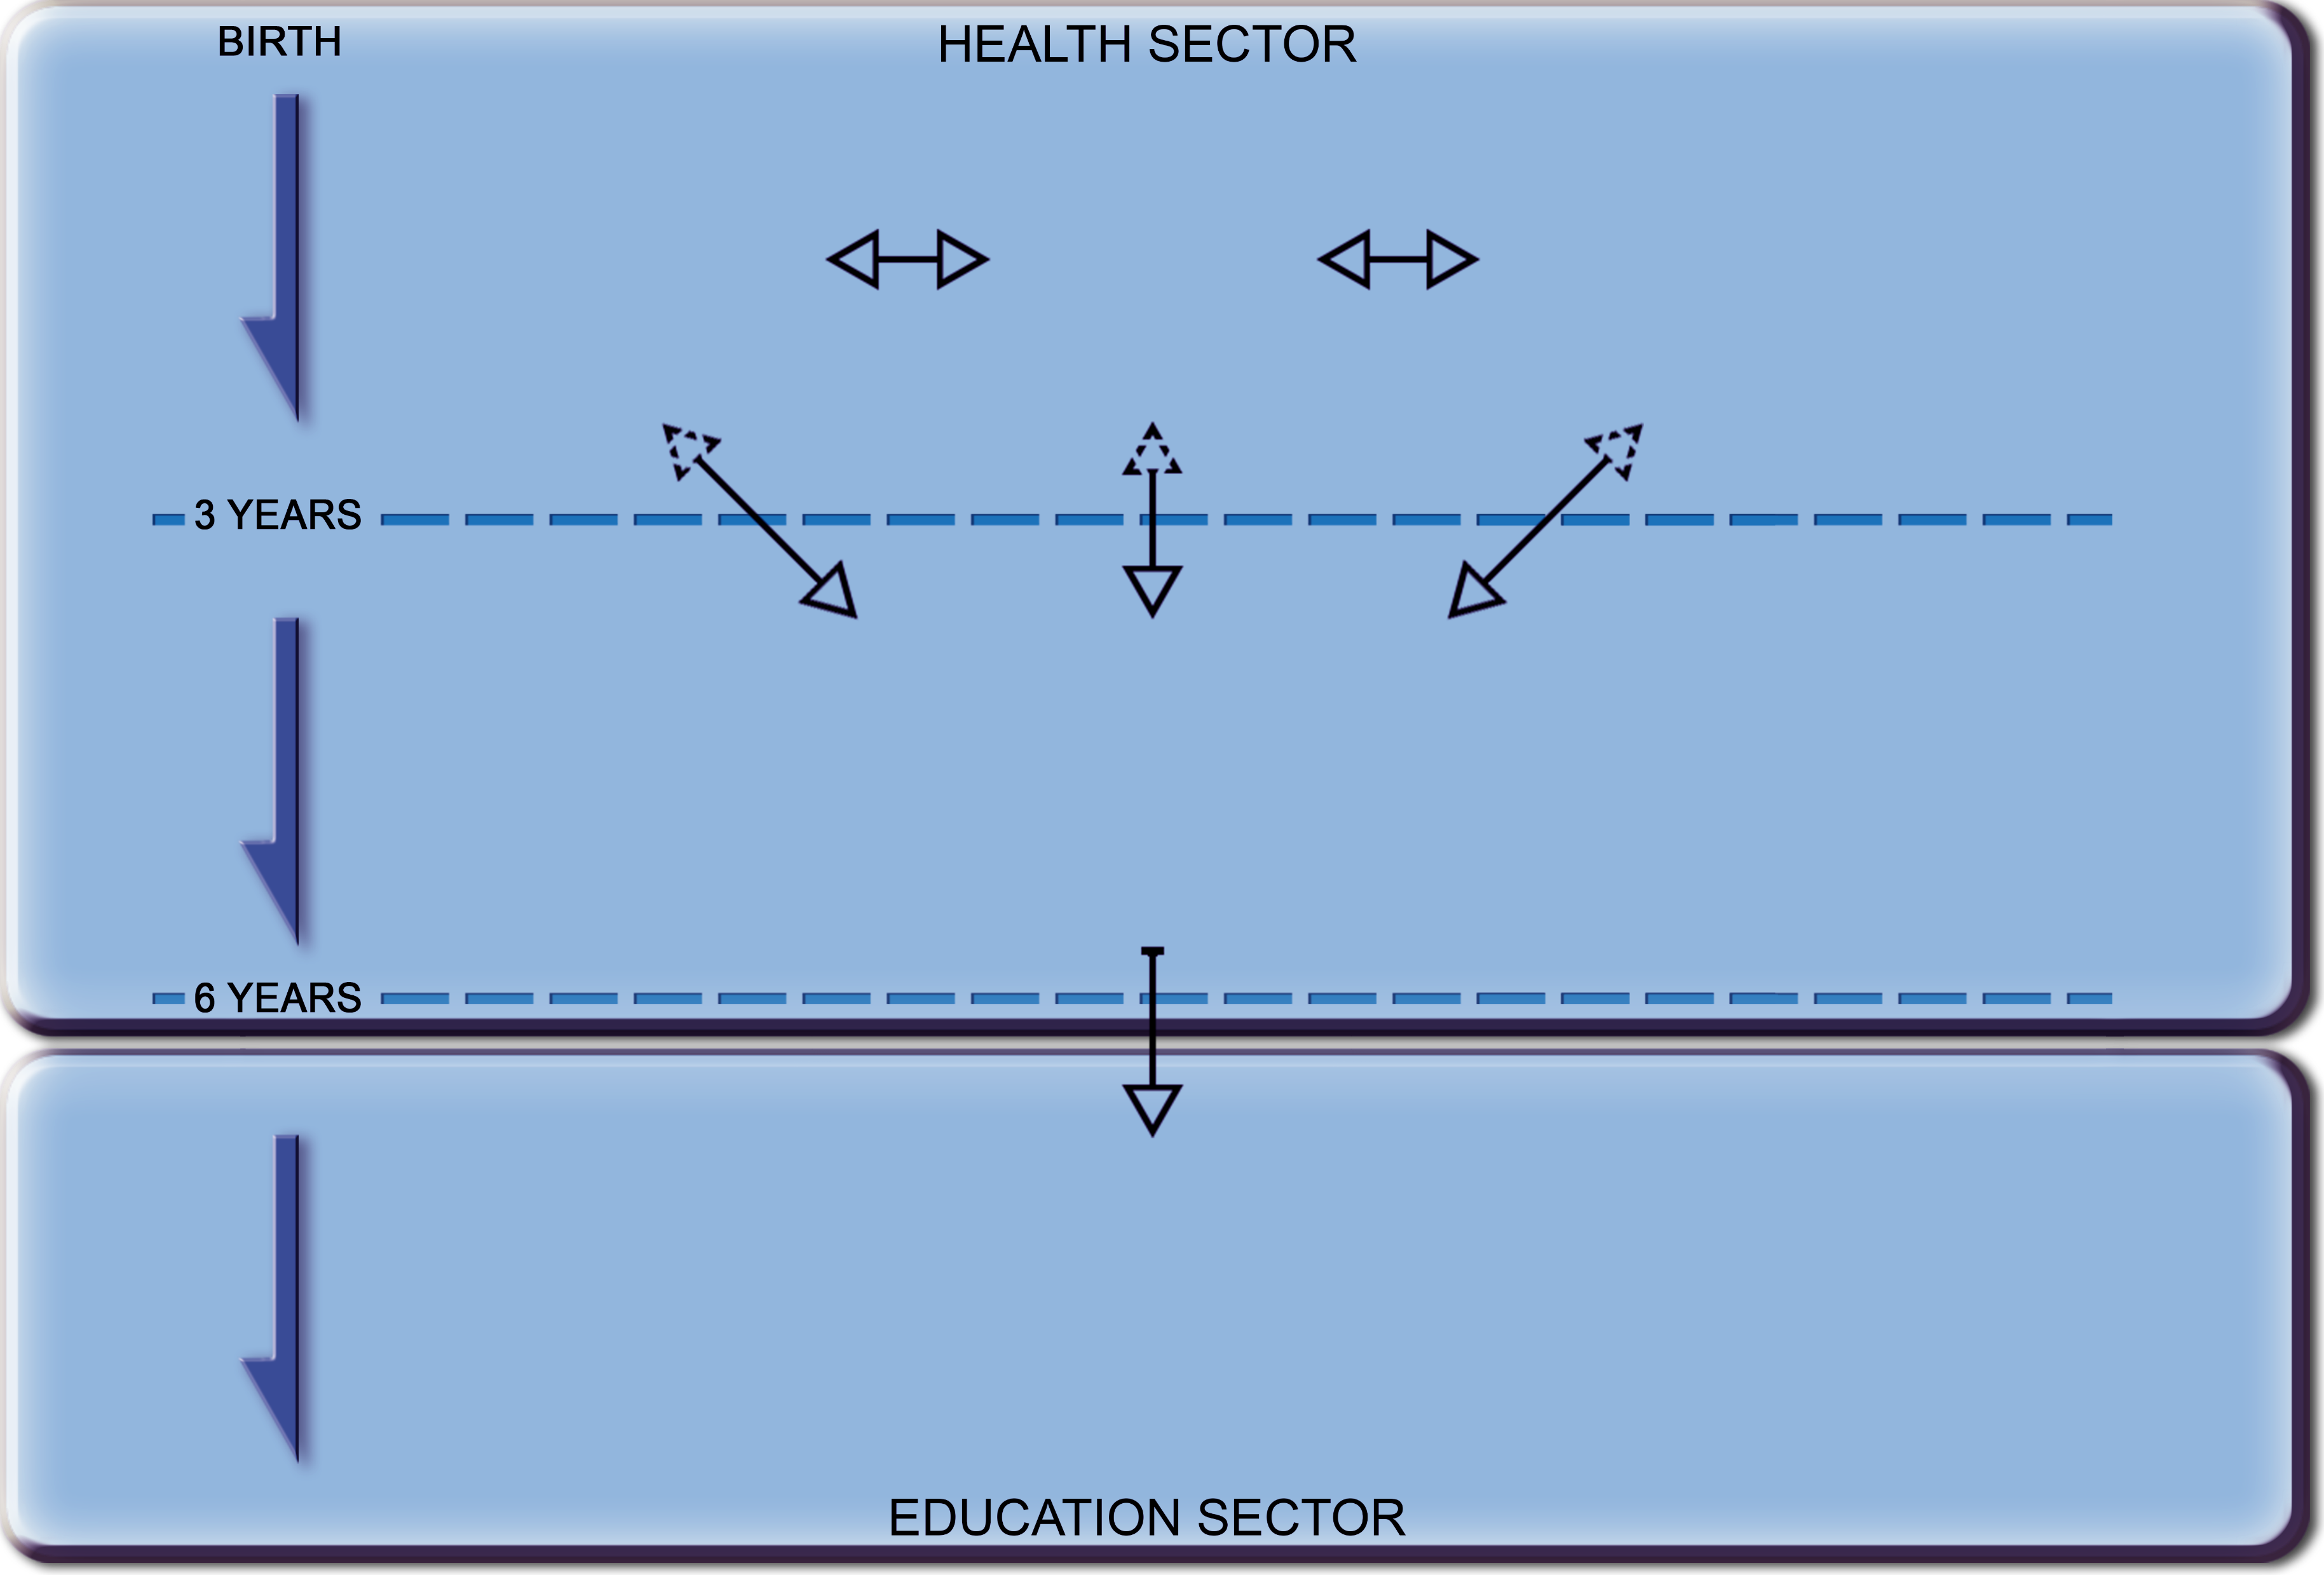 BIRTH
HEALTH SECTOR
3 YEARS
6 YEARS
EDUCATION SECTOR